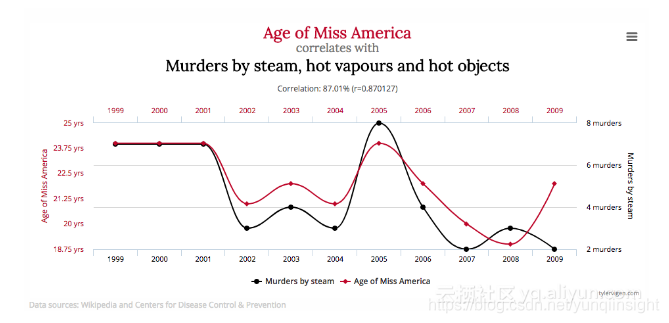 Age of Miss America
correlates with
Murders by steam, hot vapours and hot objects
Correlation: 87.01% (r=0.870127)
1999 2000 2001 2002 2003 2004 2005 2006 2007 2008 2009
25 yrs 8 murders
23.75 yrs
22.5 yrs 6 murders
21.25 yrs 4 murders
20 yrs
18.75 yrs 2 murders
Age of Miss America
Murders by steam
1999 2000 2001 2002 2003 2004 2005 2006 2007 2008 2009
Murders by steam Age of Miss America
tylervigen.com
Data sources: Wikipedia and Centers for Disease Control & Prevention
云栖社区 yq.aliyun.com
https://blog.csdn.net/yunqiinsight